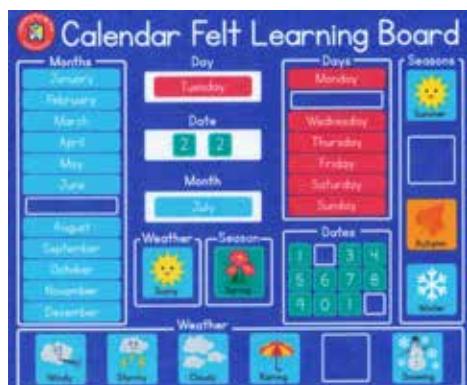 Calendar Felt Learning Board
Months
January
February
March
April
May
June
August
September
October
November
December
Day
Tuesday
Date
2 2
Month
July
Weather
Sunny
Season
Spring
Days
Monday
Wednesday
Thursday
Friday
Saturday
Sunday
Dates
1 3 4
5 6 7 8
9 0 1
Seasons
Summer
Autumn
Winter
Weather
Windy
Stormy
Cloudy
Raining
Snowing